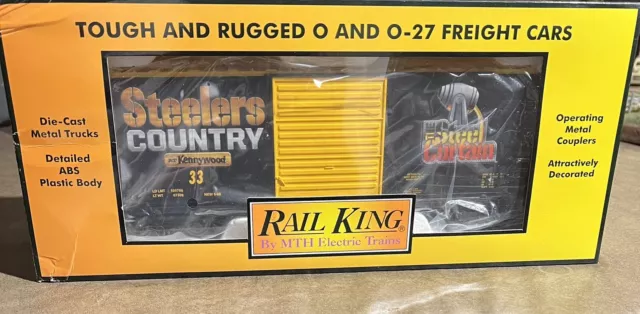 TOUGH AND RUGGED O AND O-27 FREIGHT CARS
Die-Cast
Metal Trucks
Detailed
ABS
Plastic Body
Steelers
COUNTRY
AT Kennywood
33
Steel
Curtain
Operating
Metal
Couplers
Attractively
Decorated
RAIL KING®
By MTH Electric Trains